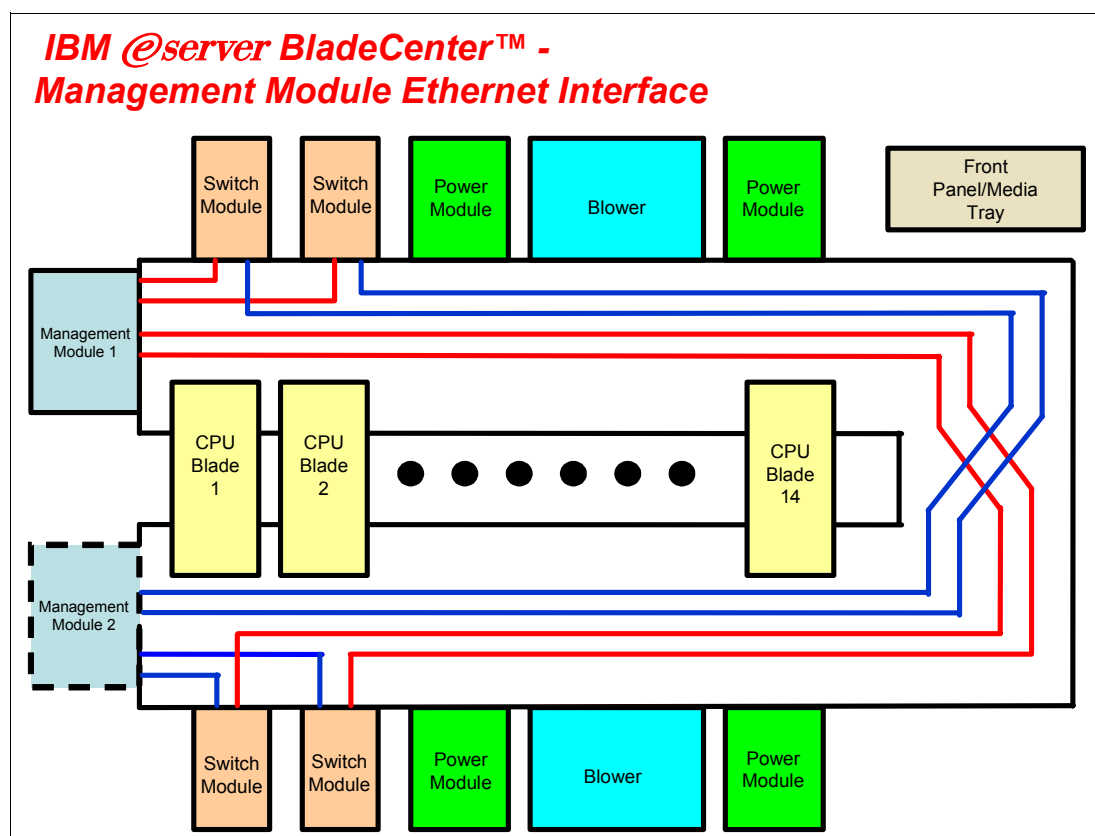 IBM @server BladeCenter™ -
Management Module Ethernet Interface
Switch
Module
Switch
Module
Power
Module
Blower
Power
Module
Front
Panel/Media
Tray
Management
Module 1
CPU
Blade
1
CPU
Blade
2
CPU
Blade
14
Management
Module 2
Switch
Module
Switch
Module
Power
Module
Blower
Power
Module